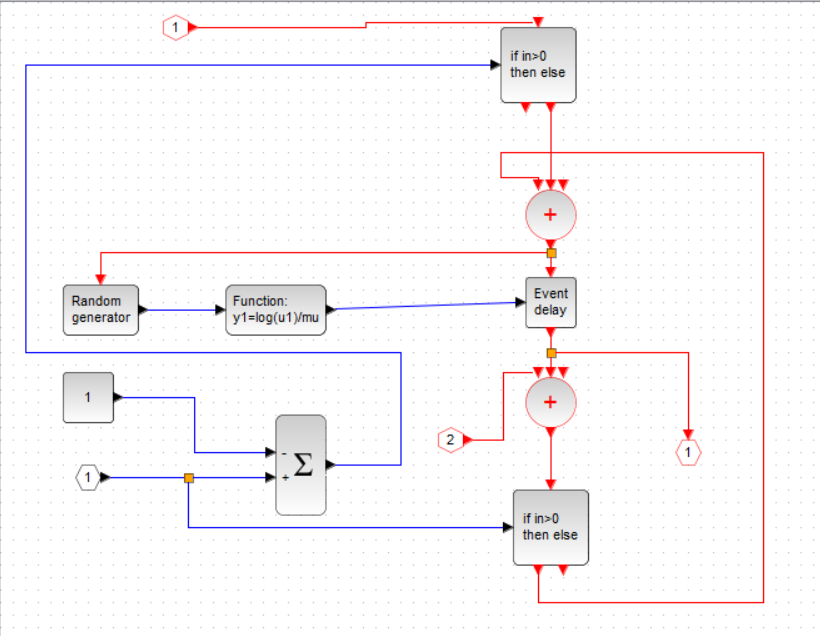 1
if in>0
then else
+
Random
generator
Function:
y1=log(u1)/mu
Event
delay
1
-
Σ
+
1
+
2
1
if in>0
then else